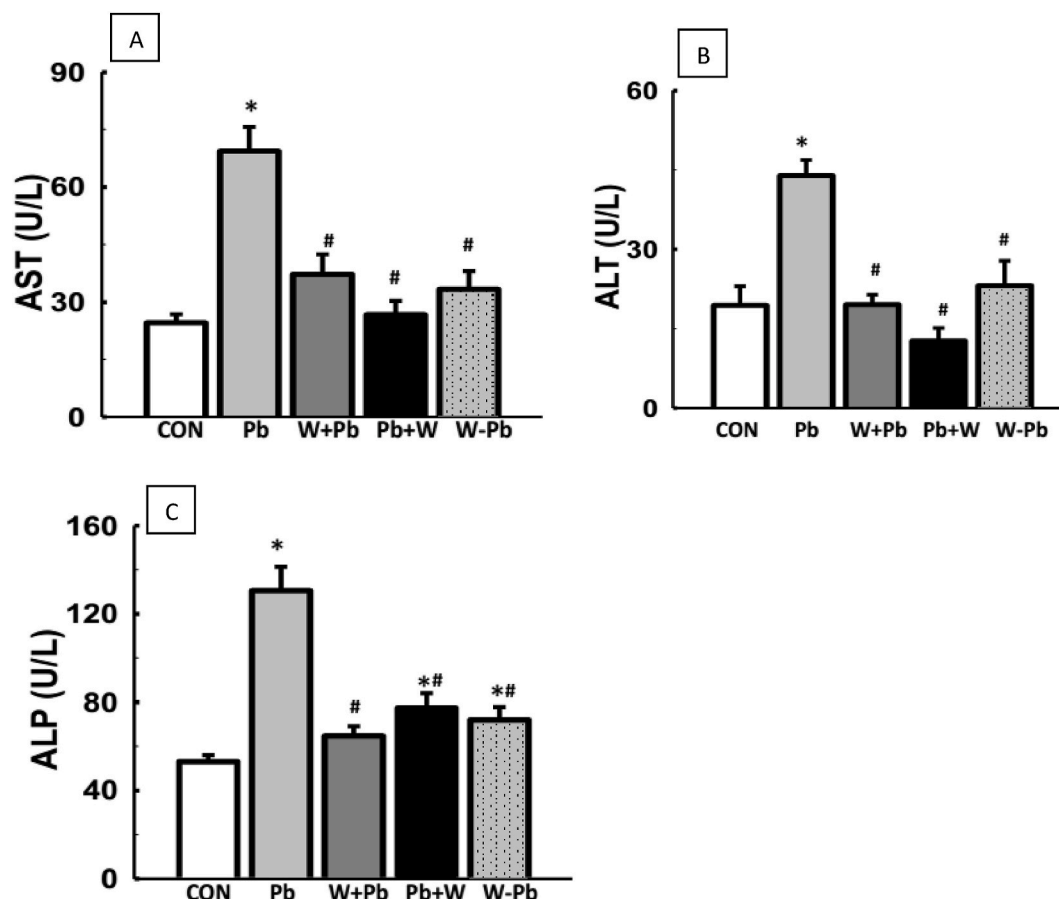 A
AST (U/L)
90
60
30
0
*
#
#
#
CON Pb W+Pb Pb+W W-Pb
B
ALT (U/L)
60
30
0
*
#
#
#
CON Pb W+Pb Pb+W W-Pb
C
ALP (U/L)
160
120
80
40
0
*
#
*#
*#
CON Pb W+Pb Pb+W W-Pb